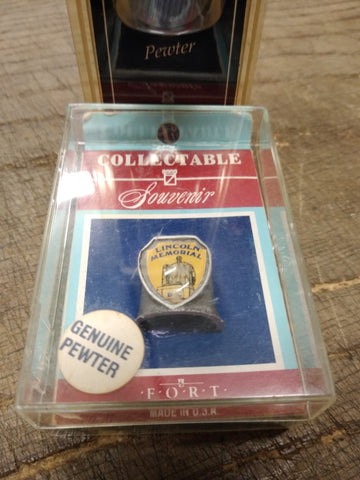 Pewter
COLLECTABLE
Souvenir
LINCOLN
MEMORIAL
GENUINE
PEWTER
FORT
MADE IN U.S.A.